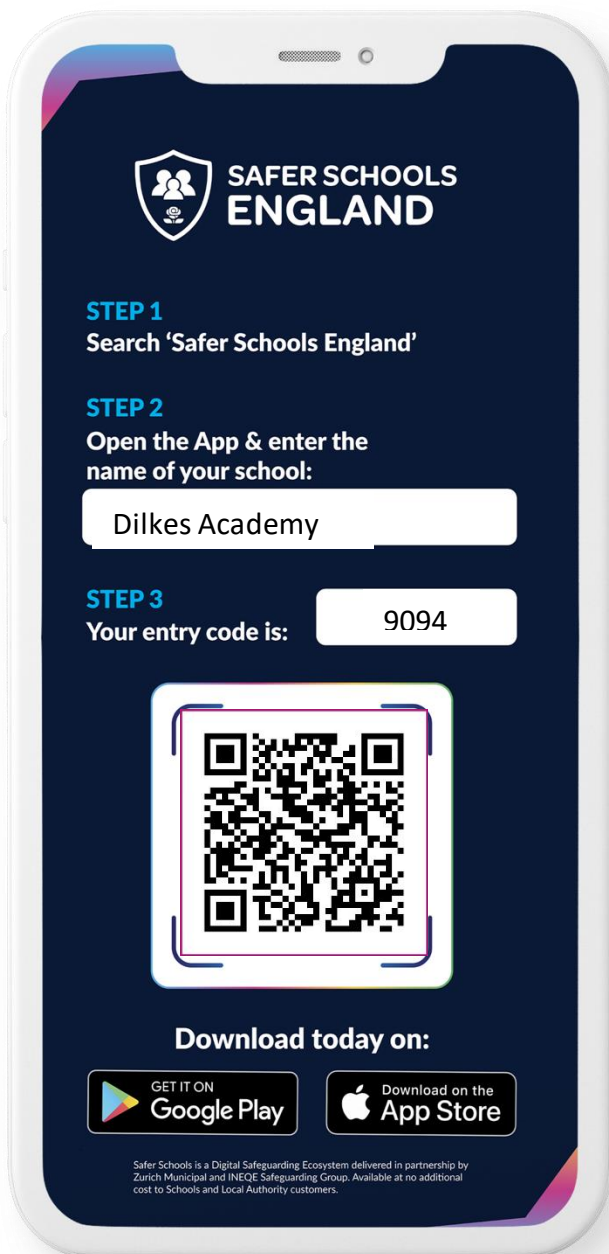 SAFER SCHOOLS
ENGLAND
STEP 1
Search ‘Safer Schools England’
STEP 2
Open the App & enter the
name of your school:
Dilkes Academy
STEP 3
Your entry code is:
9094
Download today on:
GET IT ON
Google Play
Download on the
App Store
Safer Schools is a Digital Safeguarding Ecosystem delivered in partnership by
Zurich Municipal and INEQE Safeguarding Group. Available at no additional
cost to Schools and Local Authority customers.